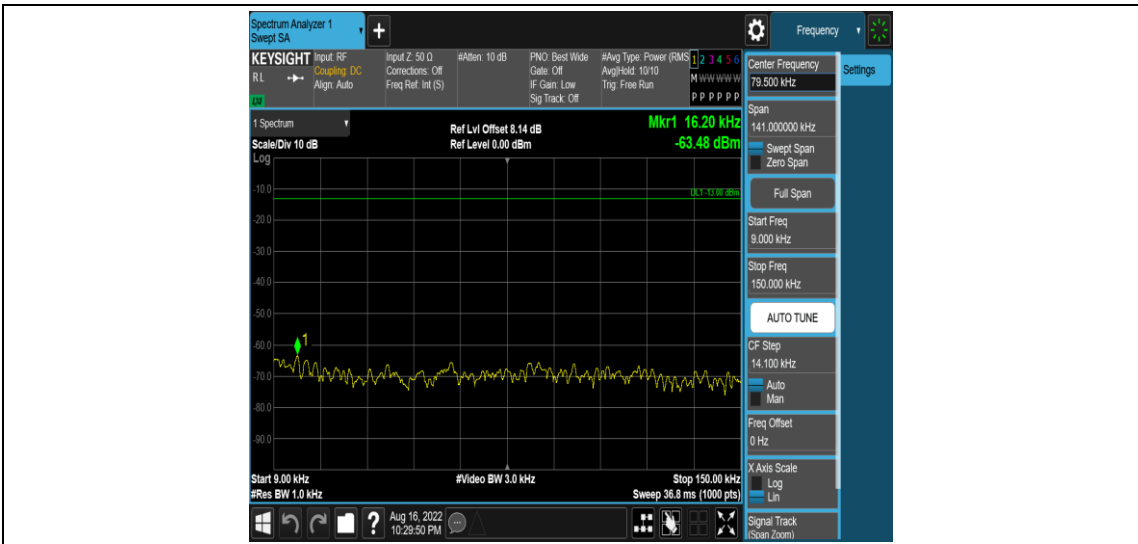 Spectrum Analyzer 1
Swept SA
+
Frequency
KEYSIGHT
RL
LXI
Input: RF
Coupling: DC
Align: Auto
Input Z: 50 Ω
Corrections: Off
Freq Ref: Int (S)
#Atten: 10 dB
PNO: Best Wide
Gate: Off
IF Gain: Low
Sig Track: Off
#Avg Type: Power (RMS
Avg|Hold: 10/10
Trig: Free Run
1 2 3 4 5 6
M W W W W W
P P P P P P
1 Spectrum
Scale/Div 10 dB
Log
Ref Lvl Offset 8.14 dB
Ref Level 0.00 dBm
Mkr1 16.20 kHz
-63.48 dBm
DL1 -13.00 dBm
-10.0
-20.0
-30.0
-40.0
-50.0
-60.0
-70.0
-80.0
-90.0
1
Start 9.00 kHz
#Res BW 1.0 kHz
#Video BW 3.0 kHz
Stop 150.00 kHz
Sweep 36.8 ms (1000 pts)
Center Frequency
79.500 kHz
Settings
Span
141.000000 kHz
Swept Span
Zero Span
Full Span
Start Freq
9.000 kHz
Stop Freq
150.000 kHz
AUTO TUNE
CF Step
14.100 kHz
Auto
Man
Freq Offset
0 Hz
X Axis Scale
Log
Lin
Signal Track
(Span Zoom)
?
Aug 16, 2022
10:29:50 PM